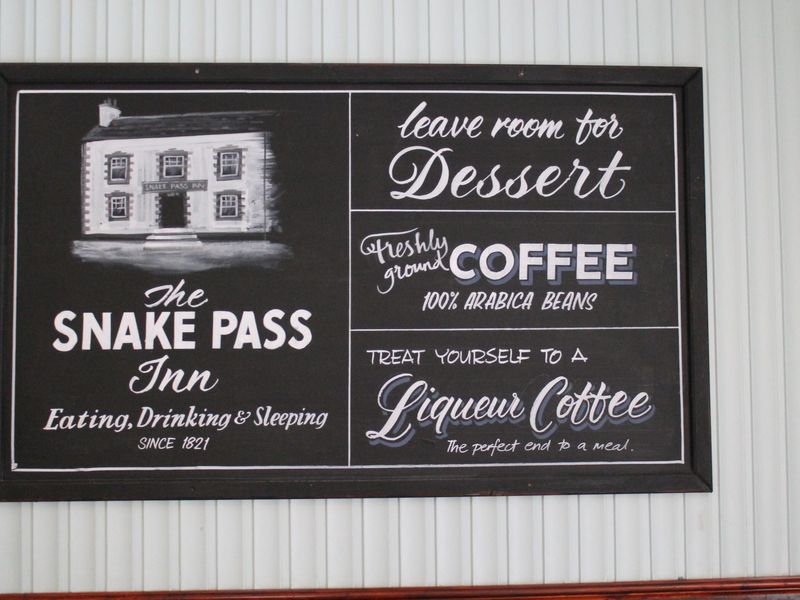 SNAKE PASS INN
The
SNAKE PASS
Inn
Eating, Drinking & Sleeping
SINCE 1821
leave room for
Dessert
Freshly
ground
COFFEE
100% ARABICA BEANS
TREAT YOURSELF TO A
Liqueur Coffee
The perfect end to a meal.